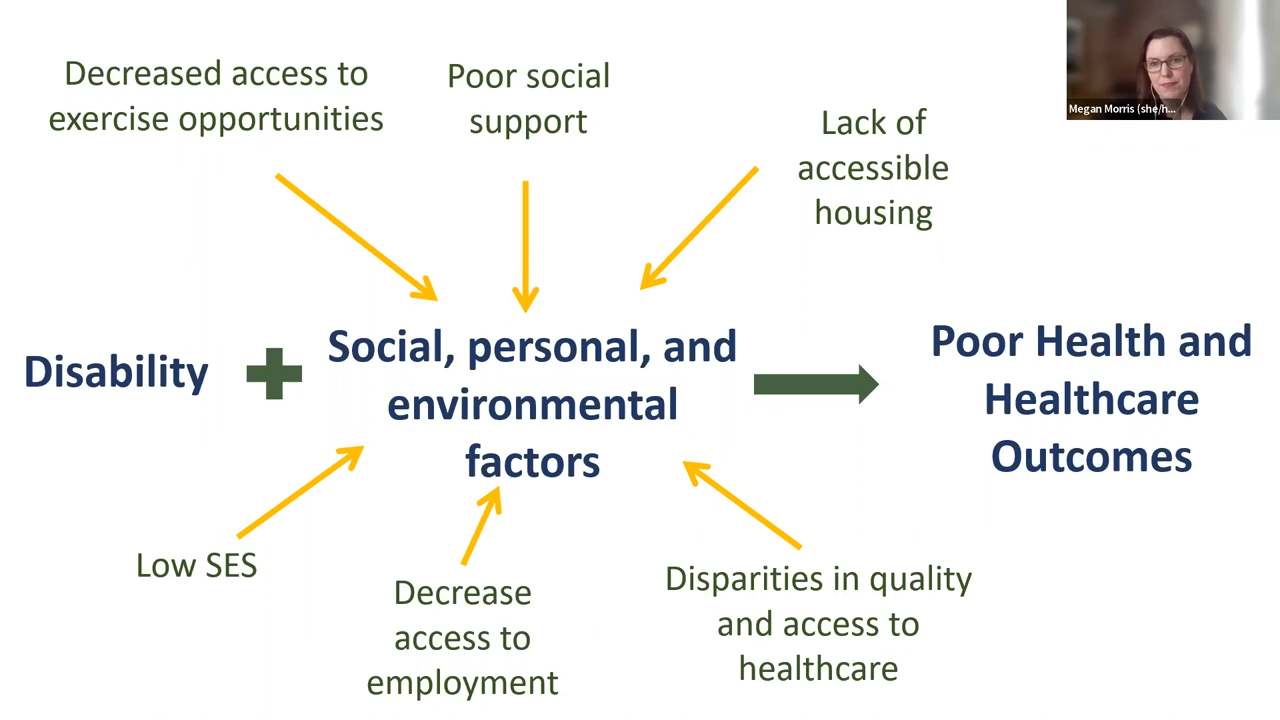 Decreased access to
exercise opportunities
Poor social
support
Lack of
accessible
housing
Megan Morris (she/h...
Disability
Social, personal, and
environmental
factors
Poor Health and
Healthcare
Outcomes
Low SES
Decrease
access to
employment
Disparities in quality
and access to
healthcare